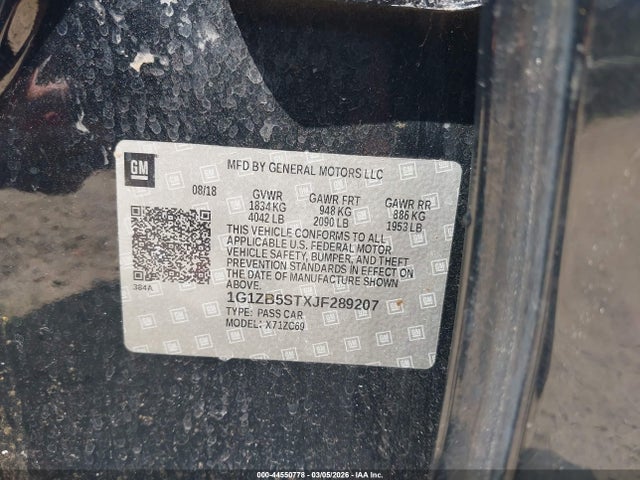 GM
MFD BY GENERAL MOTORS LLC
08/18 GVWR GAWR FRT GAWR RR
1834 KG 948 KG 886 KG
4042 LB 2090 LB 1953 LB
THIS VEHICLE CONFORMS TO ALL
APPLICABLE U.S. FEDERAL MOTOR
VEHICLE SAFETY, BUMPER, AND THEFT
PREVENTION STANDARDS IN EFFECT ON
THE DATE OF MANUFACTURE SHOWN
ABOVE.
384A
1G1ZB5STXJF289207
TYPE: PASS CAR
MODEL: X71ZC69
000-44550778 - 03/05/2026 - IAA Inc.